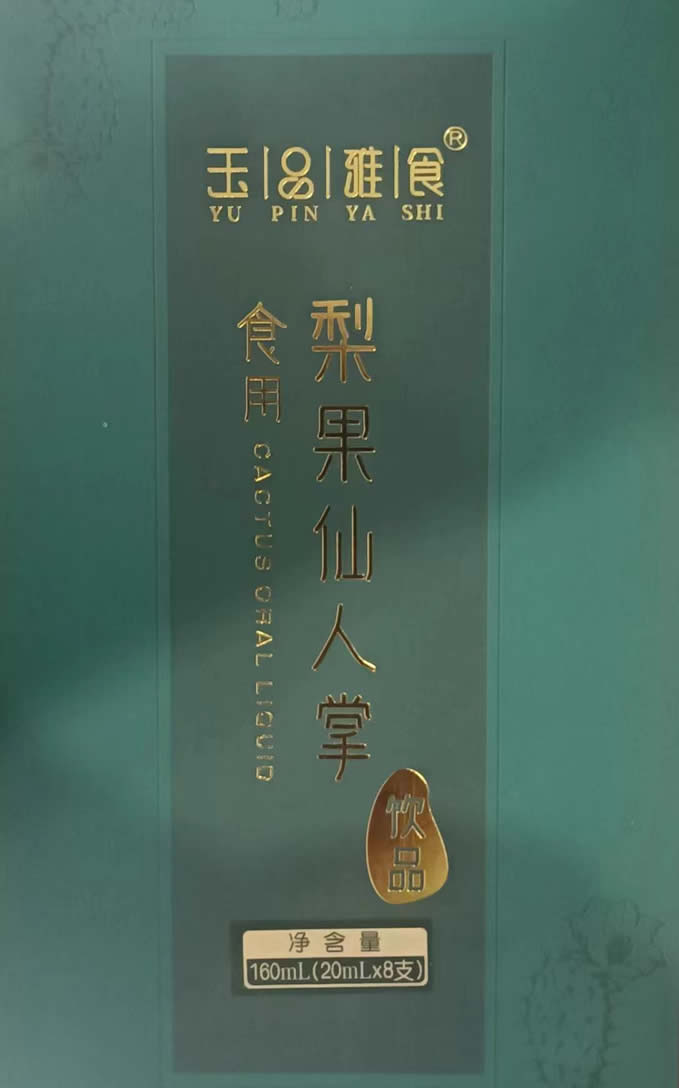 玉品雅食®
YU PIN YA SHI
梨果仙人掌
食用
CACTUS ORAL LIQUID
饮品
净含量
160mL(20mLx8支)